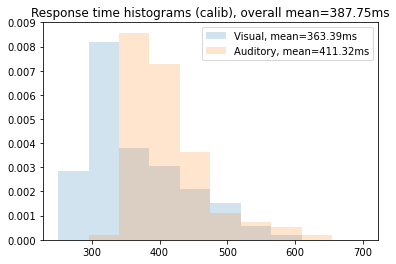 Response time histograms (calib), overall mean=387.75ms
Visual, mean=363.39ms
Auditory, mean=411.32ms
0.009
0.008
0.007
0.006
0.005
0.004
0.003
0.002
0.001
0.000
300 400 500 600 700